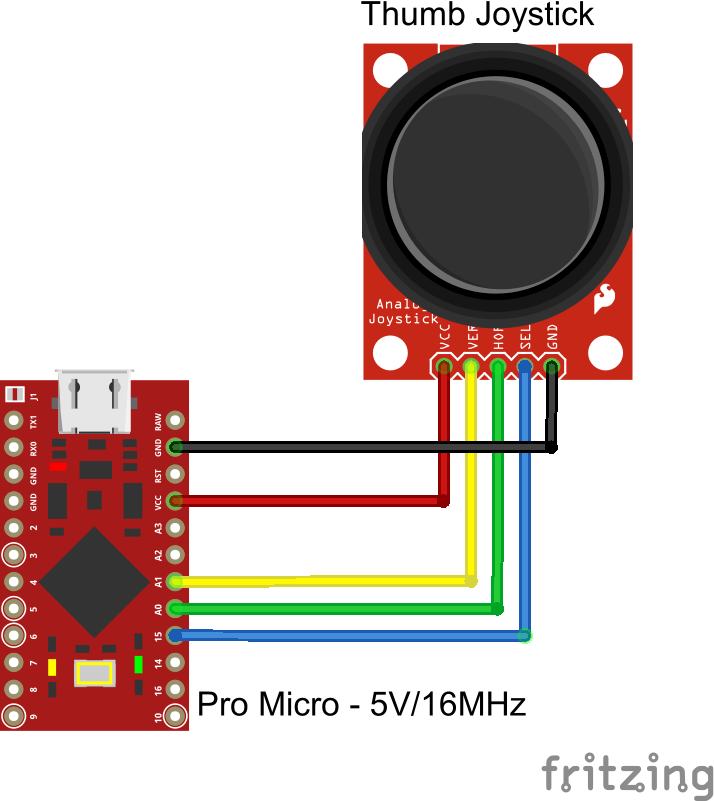 Thumb Joystick
Analog
Joystick
VCC
VER
HOR
SEL
GND
J1
TX1
RX0
GND
GND
2
3
4
5
6
7
8
9
RAW
GND
RST
VCC
A3
A2
A1
A0
15
14
16
10
Pro Micro - 5V/16MHz
fritzing